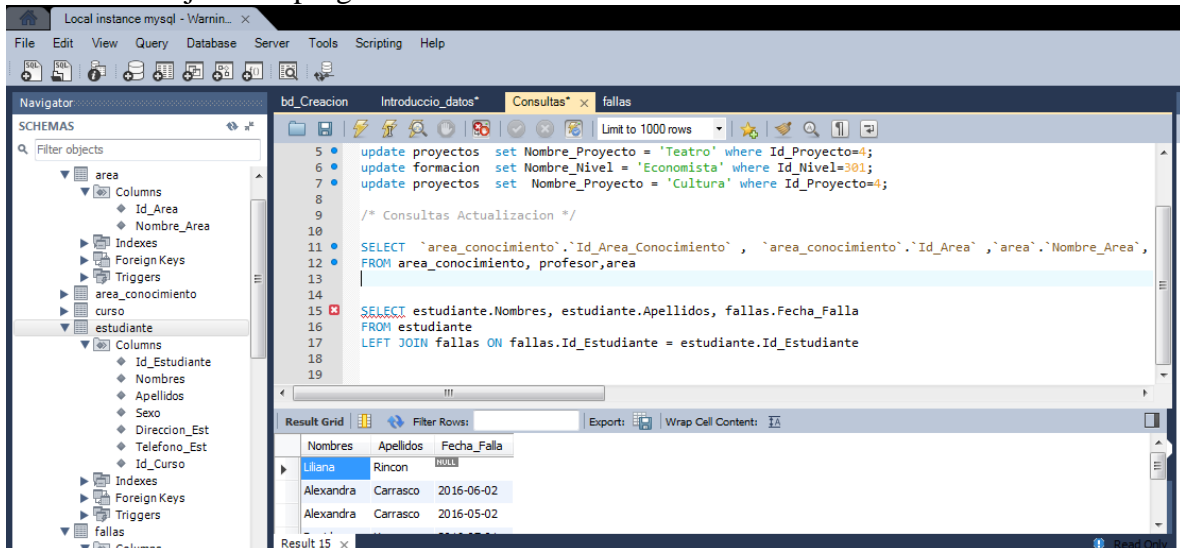 Local instance mysql - Warnin... ×
File Edit View Query Database Server Tools Scripting Help
Navigator
SCHEMAS
Filter objects
area
Columns
Id_Area
Nombre_Area
Indexes
Foreign Keys
Triggers
area_conocimiento
curso
estudiante
Columns
Id_Estudiante
Nombres
Apellidos
Sexo
Direccion_Est
Telefono_Est
Id_Curso
Indexes
Foreign Keys
Triggers
fallas
bd_Creacion Introduccio_datos* Consultas* × fallas
Limit to 1000 rows
5 update proyectos set Nombre_Proyecto = 'Teatro' where Id_Proyecto=4;
6 update formacion set Nombre_Nivel = 'Economista' where Id_Nivel=301;
7 update proyectos set Nombre_Proyecto = 'Cultura' where Id_Proyecto=4;
8
9 /* Consultas Actualizacion */
10
11 SELECT `area_conocimiento`.`Id_Area_Conocimiento` , `area_conocimiento`.`Id_Area` ,`area`.`Nombre_Area`,
12 FROM area_conocimiento, profesor,area
13
14
15 SELECT estudiante.Nombres, estudiante.Apellidos, fallas.Fecha_Falla
16 FROM estudiante
17 LEFT JOIN fallas ON fallas.Id_Estudiante = estudiante.Id_Estudiante
18
19
Result Grid Filter Rows: Export: Wrap Cell Content:
Nombres Apellidos Fecha_Falla
Liliana Rincon NULL
Alexandra Carrasco 2016-06-02
Alexandra Carrasco 2016-05-02
Result 15 × Read Only